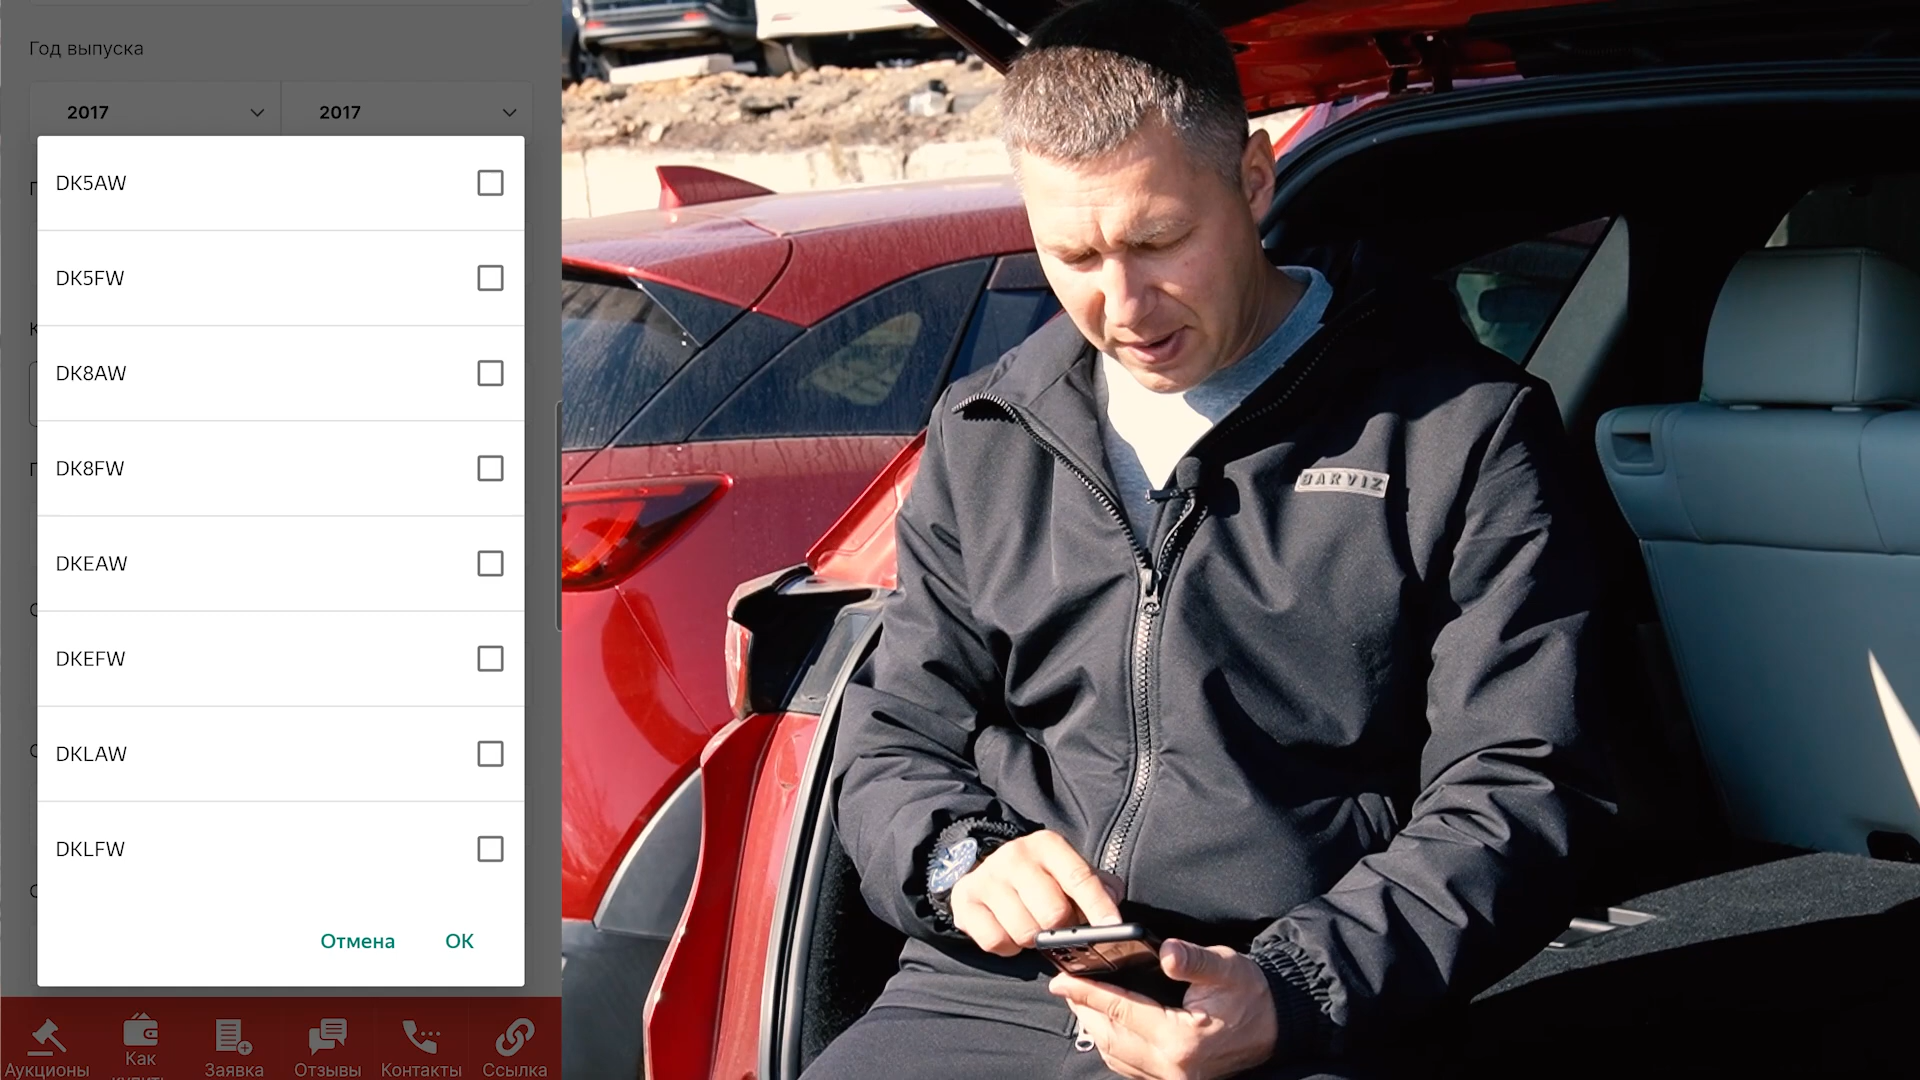 Год выпуска
2017 2017
DK5AW
DK5FW
DK8AW
DK8FW
DKEAW
DKEFW
DKLAW
DKLFW
Отмена OK
Аукционы
Как
купить
Заявка
Отзывы
Контакты
Ссылка
BARVIZ